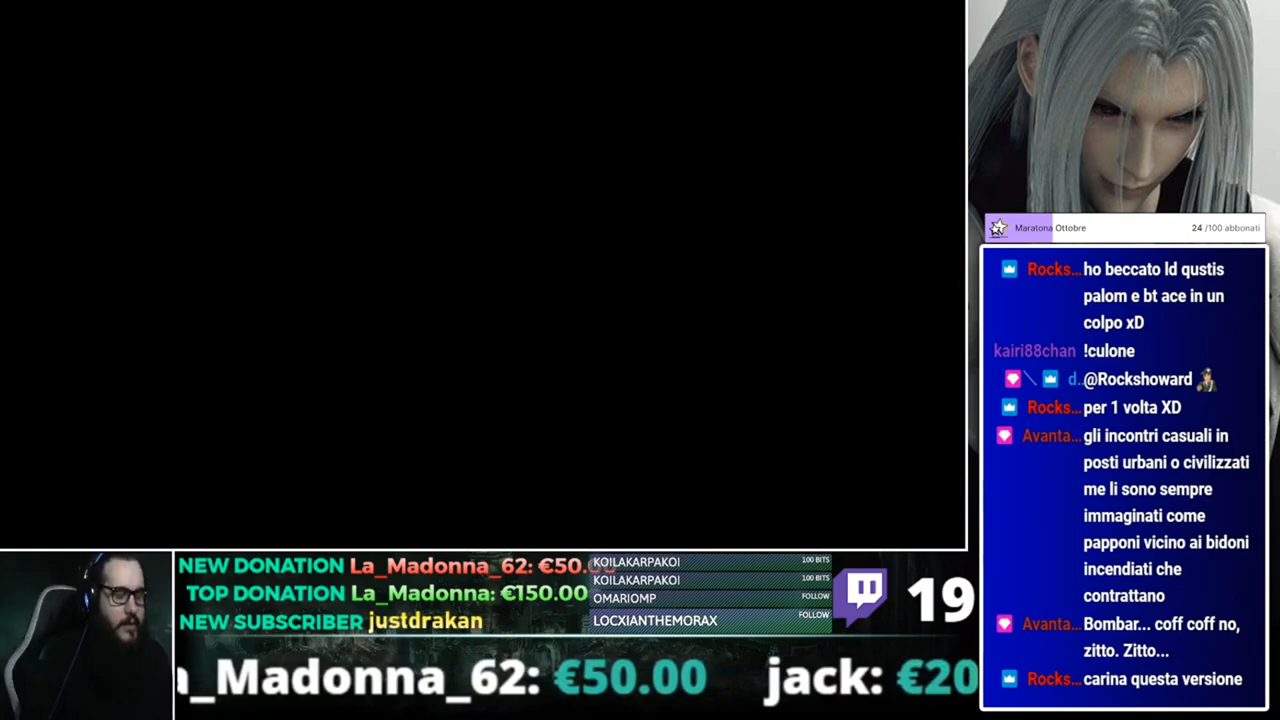 Maratona Ottobre 24 /100 abbonati
Rocks... ho beccato ld qustis
palom e bt ace in un
colpo xD
kairi88chan !culone
d.. @Rockshoward
Rocks... per 1 volta XD
Avanta... gli incontri casuali in
posti urbani o civilizzati
me li sono sempre
immaginati come
papponi vicino ai bidoni
incendiati che
contrattano
Avanta... Bombar... coff coff no,
zitto. Zitto...
Rocks... carina questa versione
NEW DONATION La_Madonna_62: €50.00
TOP DONATION La_Madonna: €150.00
NEW SUBSCRIBER justdrakan
KOILAKARPAKOI 100 BITS
KOILAKARPAKOI 100 BITS
OMARIOMP FOLLOW
LOCXIANTHEMORAX FOLLOW
19
a_Madonna_62: €50.00 jack: €20